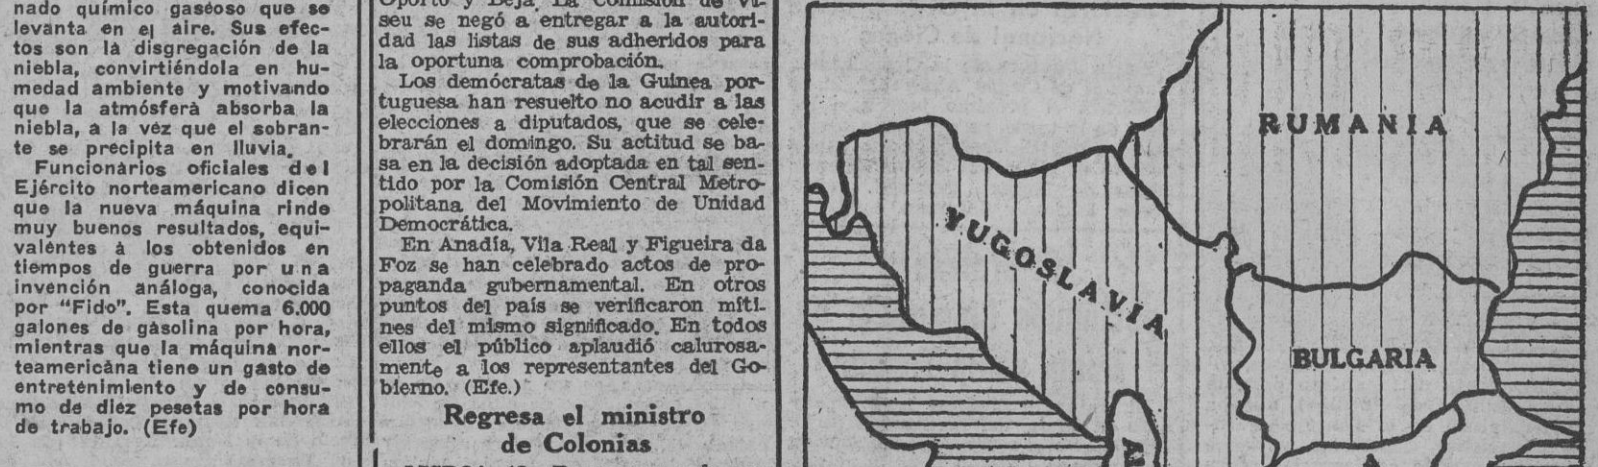 nado químico gaseoso que se
levanta en el aire. Sus efec-
tos son la disgregación de la
niebla, convirtiéndola en hu-
medad ambiente y motivando
que la atmósfera absorba la
niebla, a la vez que el sobran-
te se precipita en lluvia.
Funcionarios oficiales del
Ejército norteamericano dicen
que la nueva máquina rinde
muy buenos resultados, equi-
valentes a los obtenidos en
tiempos de guerra por una
invención análoga, conocida
por "Fido". Esta quema 6.000
galones de gasolina por hora,
mientras que la máquina nor-
teamericana tiene un gasto de
entretenimiento y de consu-
mo de diez pesetas por hora
de trabajo. (Efe)
Oporto y Beja. La Comisión de Vi-
seu se negó a entregar a la autori-
dad las listas de sus adheridos para
la oportuna comprobación.
Los demócratas de la Guinea por-
tuguesa han resuelto no acudir a las
elecciones a diputados, que se cele-
brarán el domingo. Su actitud se ba-
sa en la decisión adoptada en tal sen-
tido por la Comisión Central Metro-
politana del Movimiento de Unidad
Democrática.
En Anadía, Vila Real y Figueira da
Foz se han celebrado actos de pro-
paganda gubernamental. En otros
puntos del país se verificaron míti-
nes del mismo significado. En todos
ellos el público aplaudió calurosa-
mente a los representantes del Go-
bierno. (Efe.)
Regresa el ministro
de Colonias
RUMANIA
YUGOSLAVIA
BULGARIA